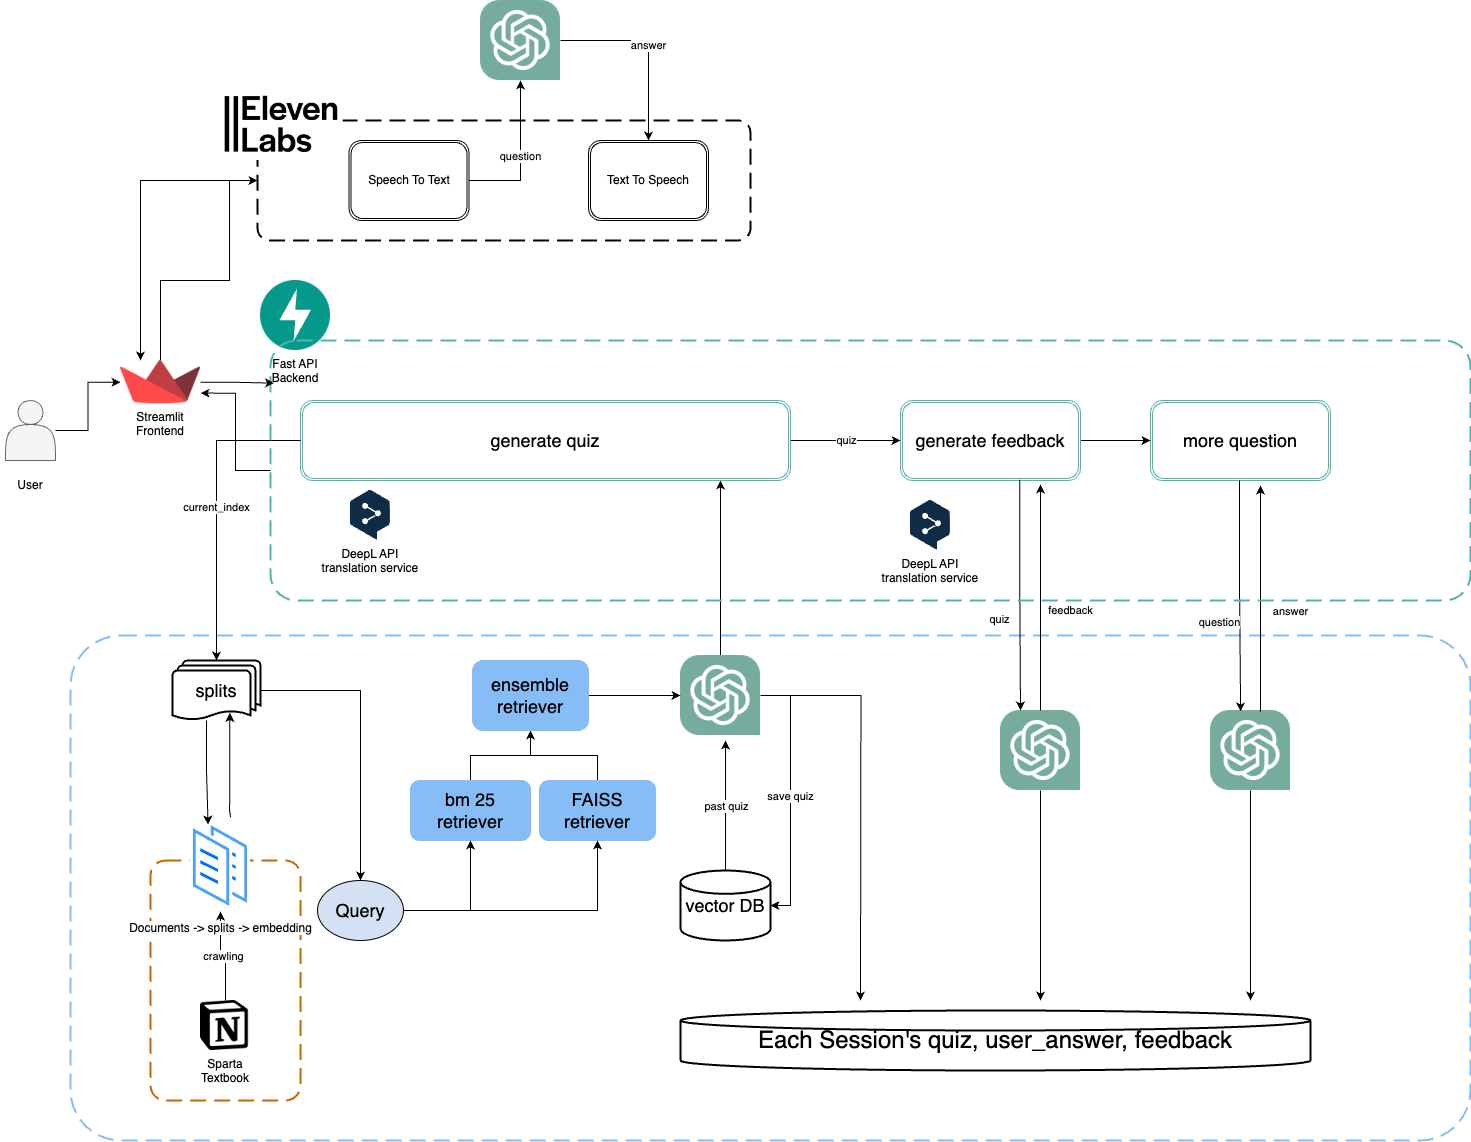 answer
Eleven
Labs
question
Speech To Text
Text To Speech
Fast API
Backend
Streamlit
Frontend
User
generate quiz
quiz
generate feedback
more question
current_index
DeepL API
translation service
DeepL API
translation service
quiz
feedback
question
answer
splits
ensemble
retriever
bm 25
retriever
FAISS
retriever
past quiz
save quiz
vector DB
Query
Documents -> splits -> embedding
crawling
N
Sparta
Textbook
Each Session's quiz, user_answer, feedback